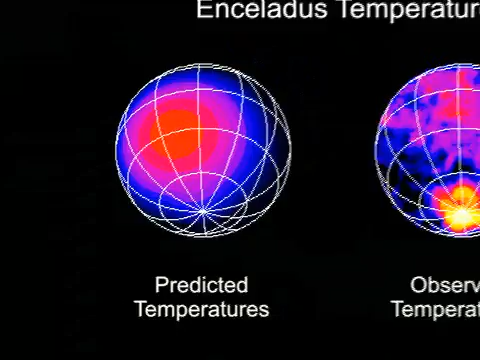 Enceladus Temperatur
Predicted
Temperatures
Observ
Temperat